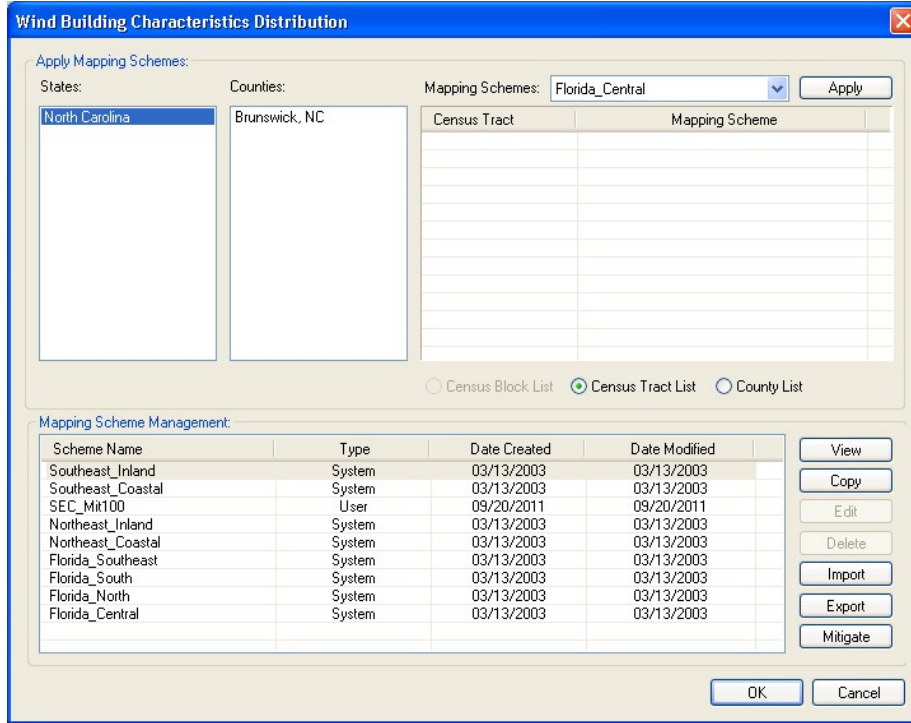 Wind Building Characteristics Distribution
Apply Mapping Schemes:
States: Counties: Mapping Schemes: Florida_Central Apply
North Carolina Brunswick, NC Census Tract Mapping Scheme
Census Block List Census Tract List County List
Mapping Scheme Management:
Scheme Name Type Date Created Date Modified View
Southeast_Inland System 03/13/2003 03/13/2003
Southeast_Coastal System 03/13/2003 03/13/2003 Copy
SEC_Mit100 User 09/20/2011 09/20/2011 Edit
Northeast_Inland System 03/13/2003 03/13/2003
Northeast_Coastal System 03/13/2003 03/13/2003 Delete
Florida_Southeast System 03/13/2003 03/13/2003
Florida_South System 03/13/2003 03/13/2003 Import
Florida_North System 03/13/2003 03/13/2003
Florida_Central System 03/13/2003 03/13/2003 Export
Mitigate
OK Cancel